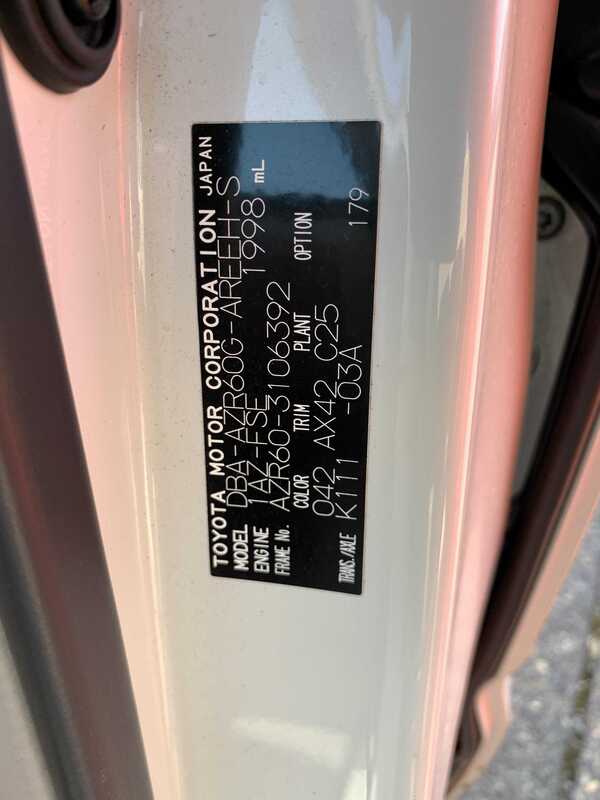 TOYOTA MOTOR CORPORATION JAPAN
MODEL DBA-AZR60G-AREEH-S
ENGINE 1AZ-FSE 1998 mL
FRAME No. AZR60-3106392
COLOR TRIM PLANT OPTION
042 AX42 C25 179
TRANS./AXLE K111 -03A